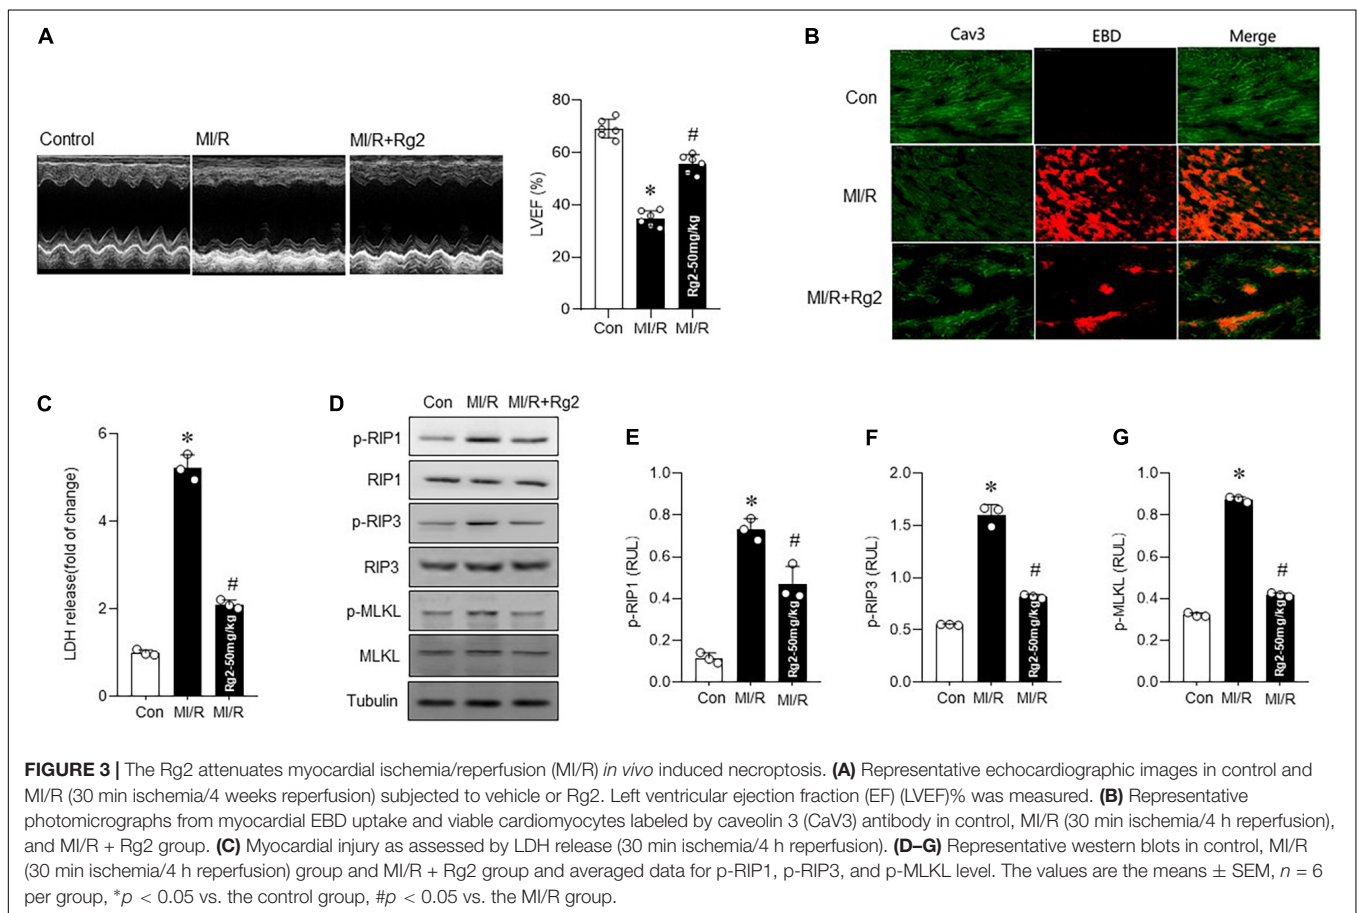 A
Control
MI/R
MI/R+Rg2
LVEF (%)
80
60
40
20
0
*
#
Rg2-50mg/kg
Con
MI/R
MI/R
B
Cav3
EBD
Merge
Con
MI/R
MI/R+Rg2
C
LDH release(fold of change)
6
4
2
0
*
#
Rg2-50mg/kg
Con
MI/R
MI/R
D
Con
MI/R
MI/R+Rg2
p-RIP1
RIP1
p-RIP3
RIP3
p-MLKL
MLKL
Tubulin
E
p-RIP1 (RUL)
1.0
0.8
0.6
0.4
0.2
0.0
*
#
Rg2-50mg/kg
Con
MI/R
MI/R
F
p-RIP3 (RUL)
2.0
1.5
1.0
0.5
0.0
*
#
Rg2-50mg/kg
Con
MI/R
MI/R
G
p-MLKL (RUL)
1.0
0.8
0.6
0.4
0.2
0.0
*
#
Rg2-50mg/kg
Con
MI/R
MI/R
FIGURE 3 | The Rg2 attenuates myocardial ischemia/reperfusion (MI/R) in vivo induced necroptosis. (A) Representative echocardiographic images in control and
MI/R (30 min ischemia/4 weeks reperfusion) subjected to vehicle or Rg2. Left ventricular ejection fraction (EF) (LVEF)% was measured. (B) Representative
photomicrographs from myocardial EBD uptake and viable cardiomyocytes labeled by caveolin 3 (CaV3) antibody in control, MI/R (30 min ischemia/4 h reperfusion),
and MI/R + Rg2 group. (C) Myocardial injury as assessed by LDH release (30 min ischemia/4 h reperfusion). (D–G) Representative western blots in control, MI/R
(30 min ischemia/4 h reperfusion) group and MI/R + Rg2 group and averaged data for p-RIP1, p-RIP3, and p-MLKL level. The values are the means ± SEM, n = 6
per group, *p < 0.05 vs. the control group, #p < 0.05 vs. the MI/R group.